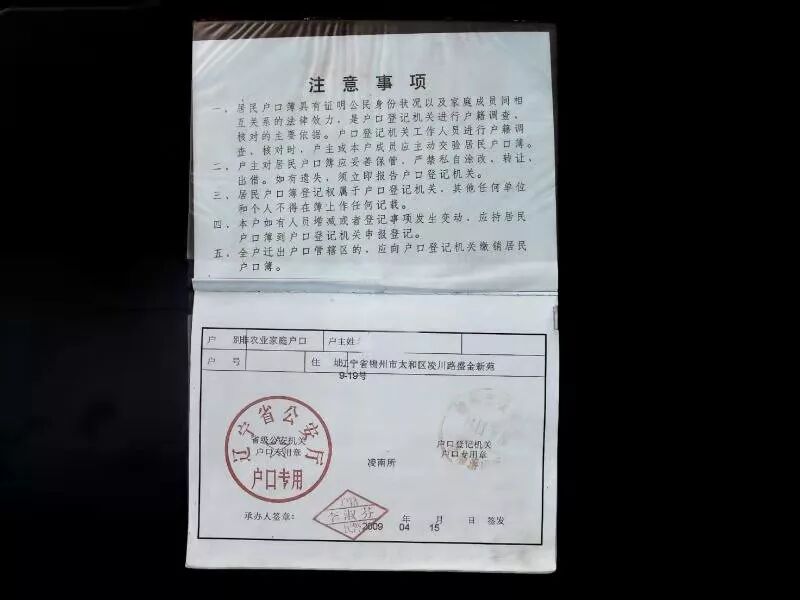 注意事项
一、居民户口簿具有证明公民身份状况以及家庭成员间相
互关系的法律效力，是户口登记机关进行户籍调查、
核对的主要依据。户口登记机关工作人员进行户籍调
查、核对时，户主或本户成员应主动交验居民户口簿。
二、户主对居民户口簿应妥善保管，严禁私自涂改、转让、
出借。如有遗失，须立即报告户口登记机关。
三、居民户口簿登记权属于户口登记机关，其他任何单位
和个人不得在簿上作任何记载。
四、本户如有人员增减或者登记事项发生变动，应持居民
户口簿到户口登记机关申报登记。
五、全户迁出户口管辖区的，应向户口登记机关缴销居民
户口簿。
户 别 非农业家庭户口 户主姓
户 号 住 址 辽宁省锦州市太和区凌川路盛金新苑
9-19号
辽宁省公安厅
省级公安机关
户口专用章
户口专用
凌南所
户口登记机关
户口专用章
承办人签章：
李淑芬
2009 年 04 月 15 日 签发